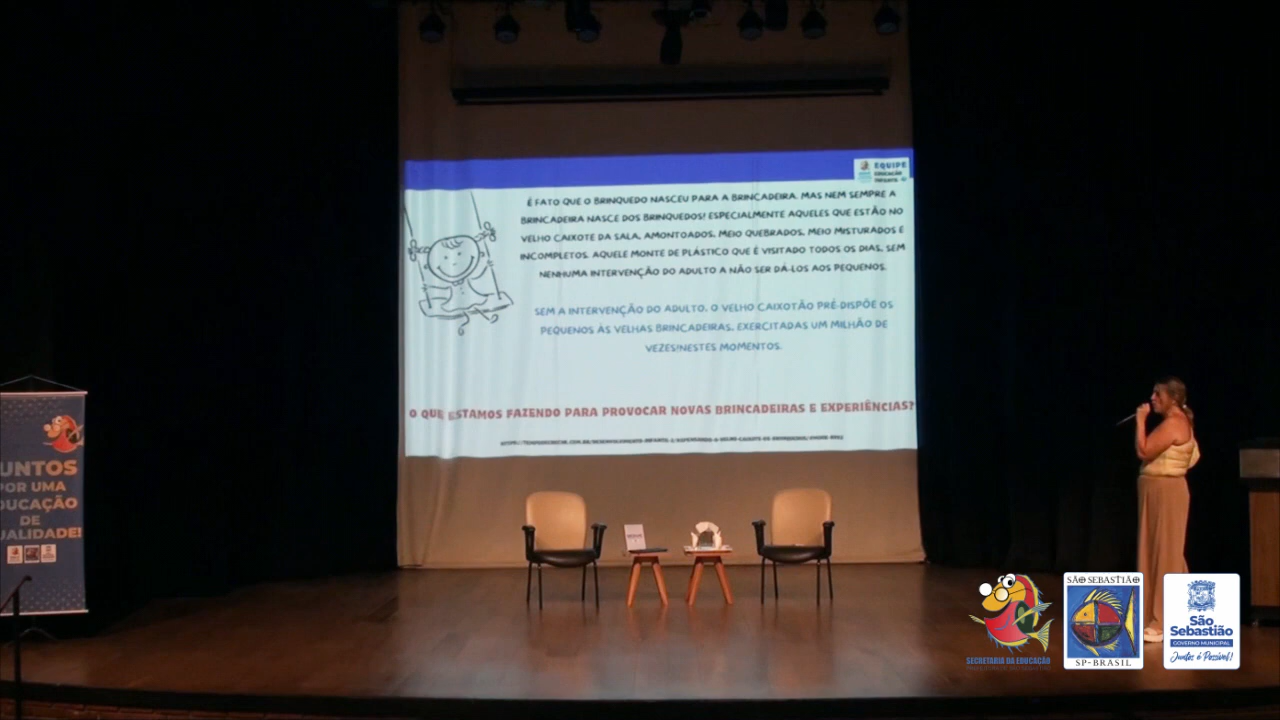 EQUIPE
EDUCAÇÃO
INFANTIL
É FATO QUE O BRINQUEDO NASCEU PARA A BRINCADEIRA. MAS NEM SEMPRE A
BRINCADEIRA NASCE DOS BRINQUEDOS! ESPECIALMENTE AQUELES QUE ESTÃO NO
VELHO CAIXOTE DA SALA, AMONTOADOS, MEIO QUEBRADOS, MEIO MISTURADOS E
INCOMPLETOS. AQUELE MONTE DE PLÁSTICO QUE É VISITADO TODOS OS DIAS, SEM
NENHUMA INTERVENÇÃO DO ADULTO A NÃO SER DÁ-LOS AOS PEQUENOS.
SEM A INTERVENÇÃO DO ADULTO, O VELHO CAIXOTÃO PRÉ-DISPÕE OS
PEQUENOS ÀS VELHAS BRINCADEIRAS, EXERCITADAS UM MILHÃO DE
VEZES!NESTES MOMENTOS.
O QUE ESTAMOS FAZENDO PARA PROVOCAR NOVAS BRINCADEIRAS E EXPERIÊNCIAS?
UNTOS
POR UMA
DUCAÇÃO
DE
UALIDADE!
SECRETARIA DA EDUCAÇÃO
SÃO SEBASTIÃO
SP-BRASIL
São
Sebastião
GOVERNO MUNICIPAL
Juntos é Possível!